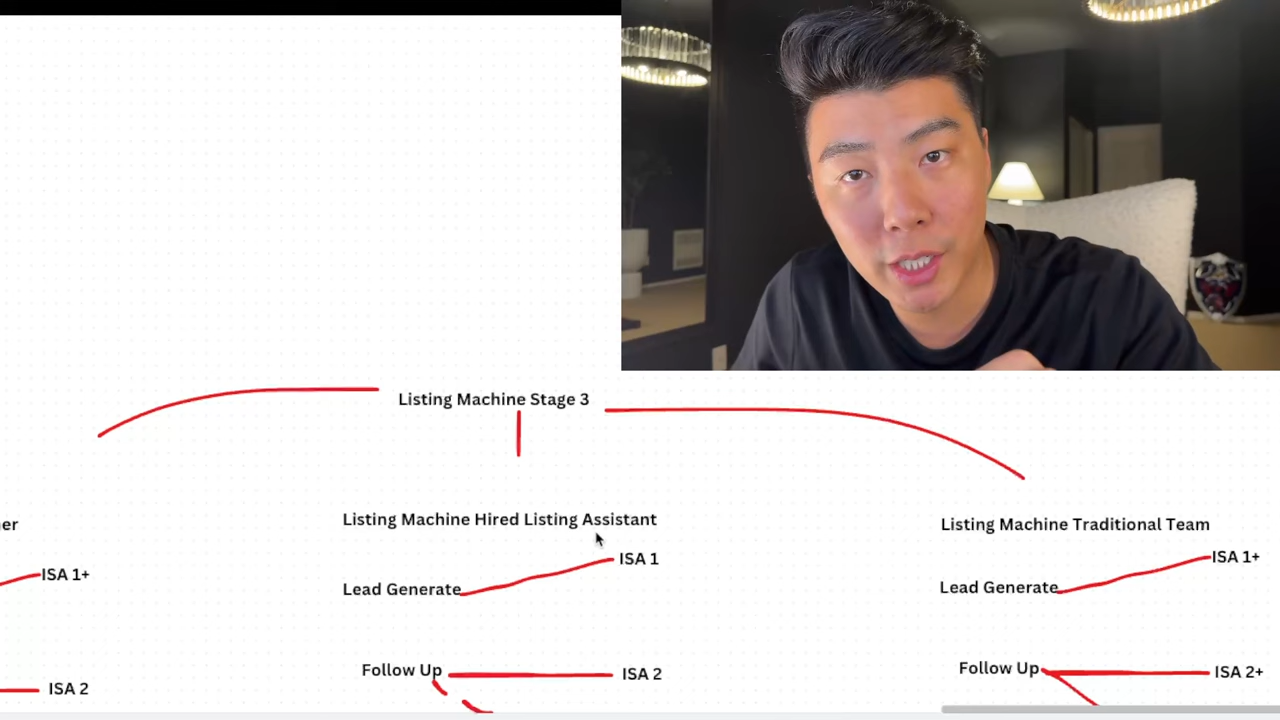 Listing Machine Stage 3
er
ISA 1+
ISA 2
Listing Machine Hired Listing Assistant
ISA 1
Lead Generate
Follow Up
ISA 2
Listing Machine Traditional Team
ISA 1+
Lead Generate
Follow Up
ISA 2+